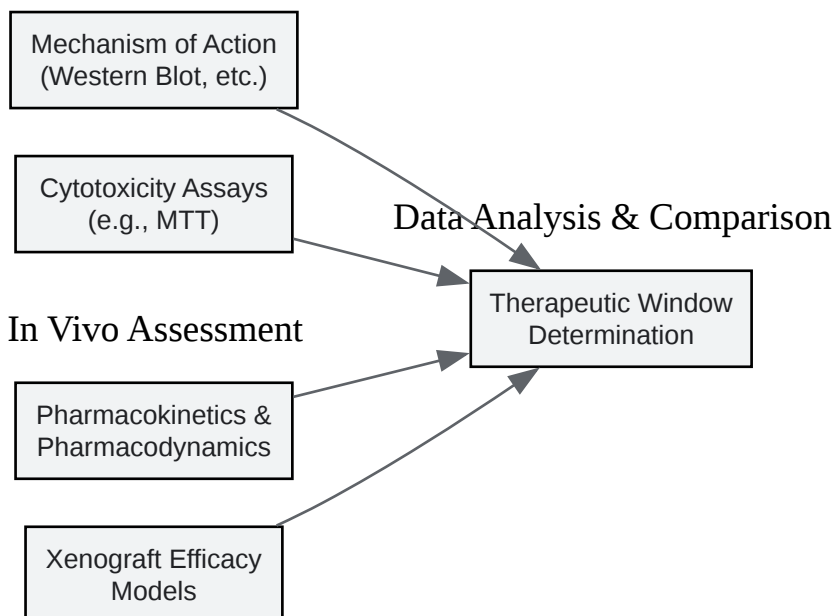 Mechanism of Action
(Western Blot, etc.)
Cytotoxicity Assays
(e.g., MTT)
Data Analysis & Comparison
Therapeutic Window
Determination
In Vivo Assessment
Pharmacokinetics &
Pharmacodynamics
Xenograft Efficacy
Models